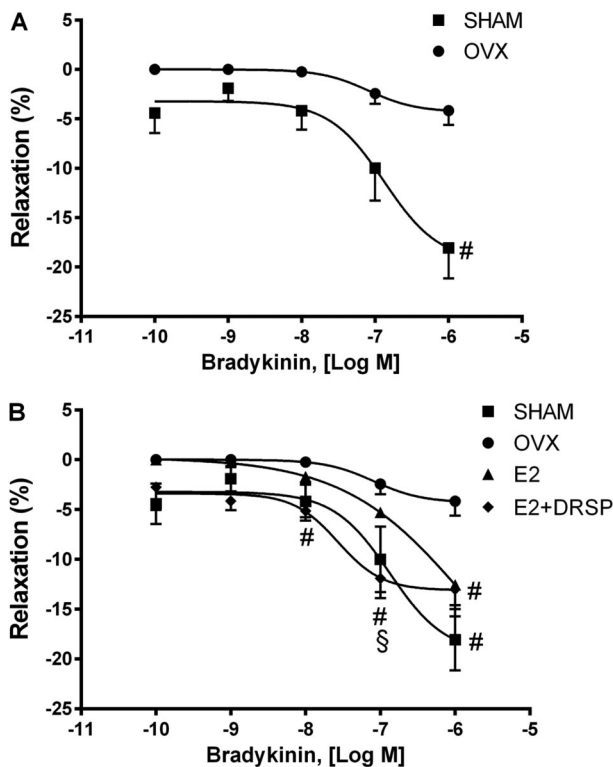 A
SHAM
OVX
Relaxation (%)
5
0
-5
-10
-15
-20
-25
#
-11 -10 -9 -8 -7 -6 -5
Bradykinin, [Log M]
B
SHAM
OVX
E2
E2+DRSP
Relaxation (%)
5
0
-5
-10
-15
-20
-25
#
#
§
#
#
-11 -10 -9 -8 -7 -6 -5
Bradykinin, [Log M]